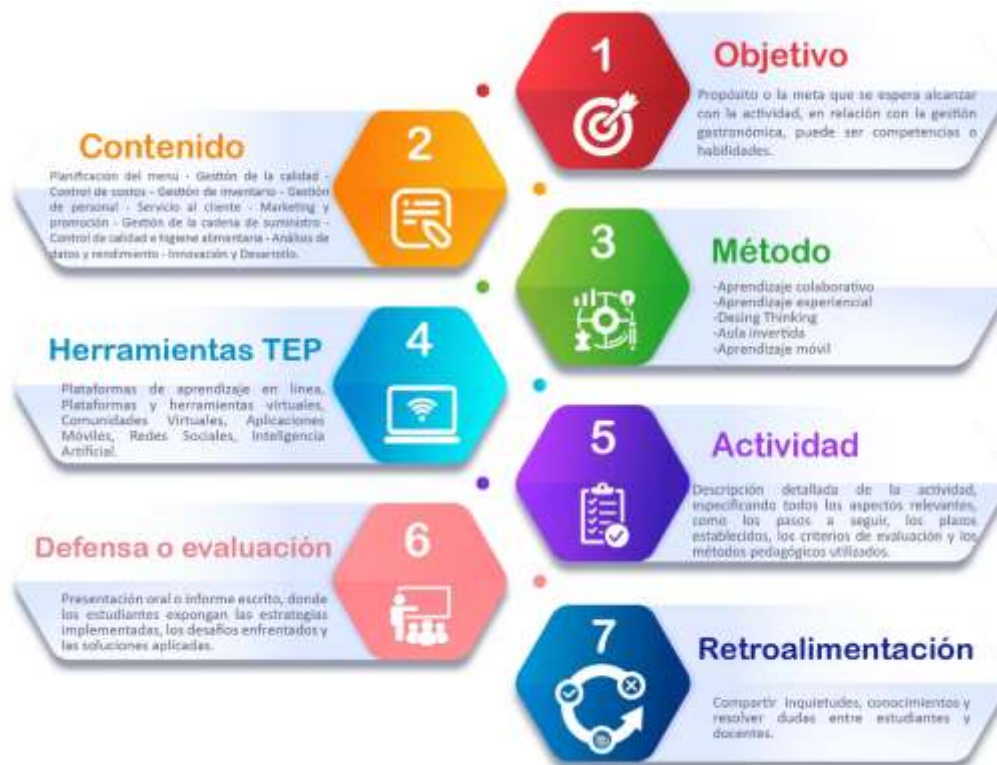 1
Objetivo
Propósito o la meta que se espera alcanzar
con la actividad, en relación con la gestión
gastronómica, puede ser competencias o
habilidades.
2
Contenido
Planificación del menú - Gestión de la calidad -
Control de costos - Gestión de inventario - Gestión
de personal - Servicio al cliente - Marketing y
promoción - Gestión de la cadena de suministro -
Control de calidad e higiene alimentaria - Análisis de
datos y rendimiento - Innovación y Desarrollo.
3
Método
-Aprendizaje colaborativo
-Aprendizaje experiencial
-Desing Thinking
-Aula invertida
-Aprendizaje móvil
4
Herramientas TEP
Plataformas de aprendizaje en línea,
Plataformas y herramientas virtuales,
Comunidades Virtuales, Aplicaciones
Móviles, Redes Sociales, Inteligencia
Artificial.
5
Actividad
Descripción detallada de la actividad,
especificando todos los aspectos relevantes,
como los pasos a seguir, los plazos
establecidos, los criterios de evaluación y los
métodos pedagógicos utilizados.
6
Defensa o evaluación
Presentación oral o informe escrito, donde
los estudiantes expongan las estrategias
implementadas, los desafíos enfrentados y
las soluciones aplicadas.
7
Retroalimentación
Compartir inquietudes, conocimientos y
resolver dudas entre estudiantes y
docentes.